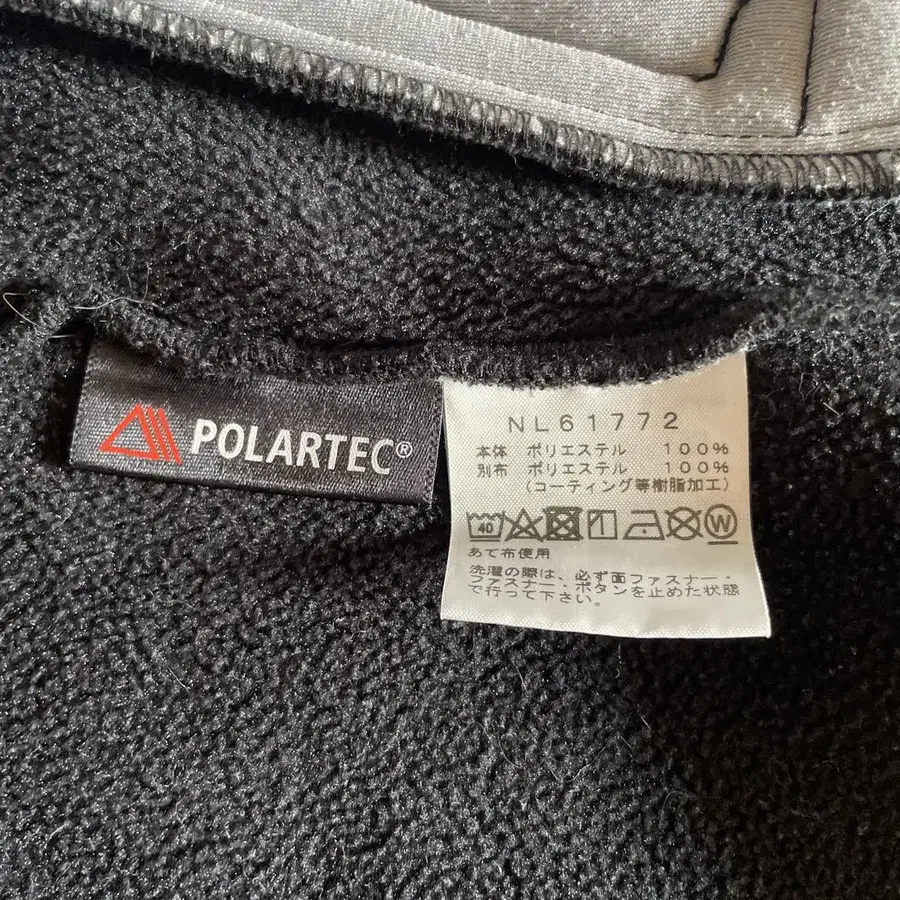 POLARTEC®
NL61772
本体 ポリエステル 100%
別布 ポリエステル 100%
(コーティング等樹脂加工)
40 W
あて布使用
洗濯の際は、必ず面ファスナー・
ファスナー・ボタンを止めた状態
で行って下さい。